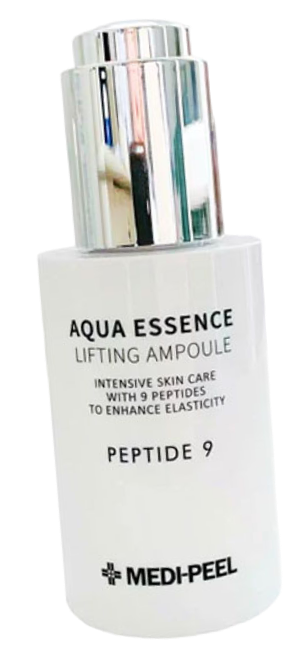 AQUA ESSENCE
LIFTING AMPOULE
INTENSIVE SKIN CARE
WITH 9 PEPTIDES
TO ENHANCE ELASTICITY
PEPTIDE 9
MEDI-PEEL